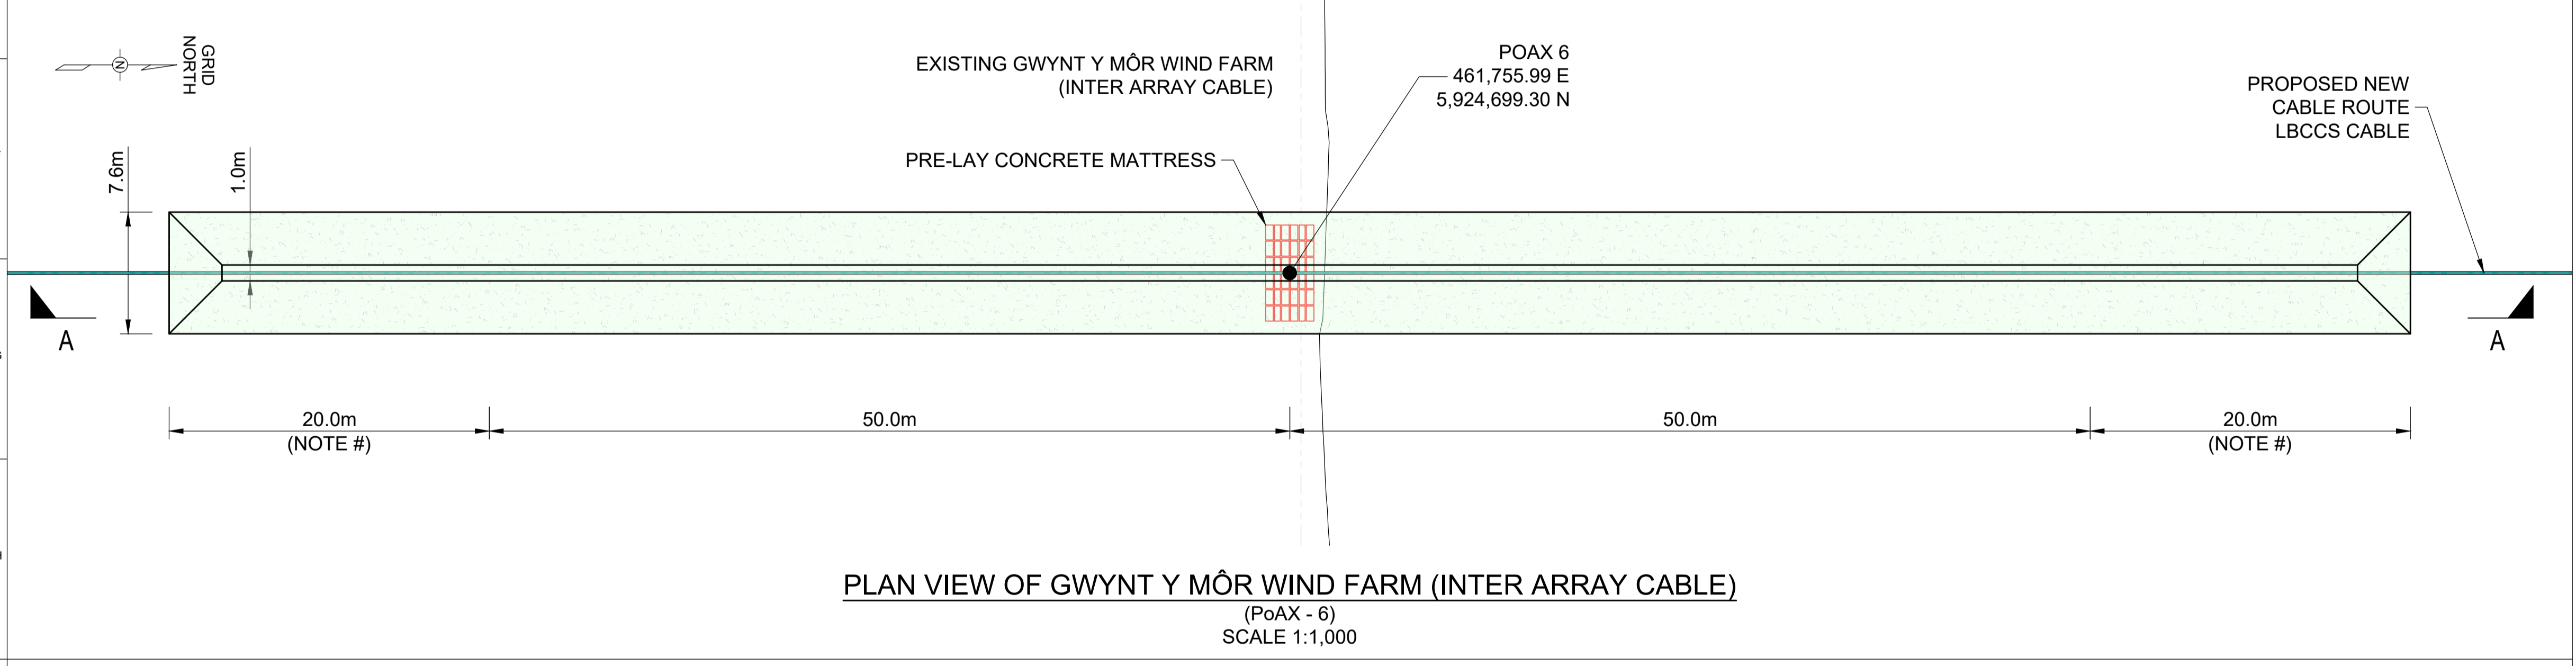 GRID
NORTH
N
EXISTING GWYNT Y MÔR WIND FARM
(INTER ARRAY CABLE)
POAX 6
461,755.99 E
5,924,699.30 N
PROPOSED NEW
CABLE ROUTE
LBCCS CABLE
PRE-LAY CONCRETE MATTRESS
7.6m
1.0m
A
A
20.0m
(NOTE #)
50.0m
50.0m
20.0m
(NOTE #)
PLAN VIEW OF GWYNT Y MÔR WIND FARM (INTER ARRAY CABLE)
(PoAX - 6)
SCALE 1:1,000